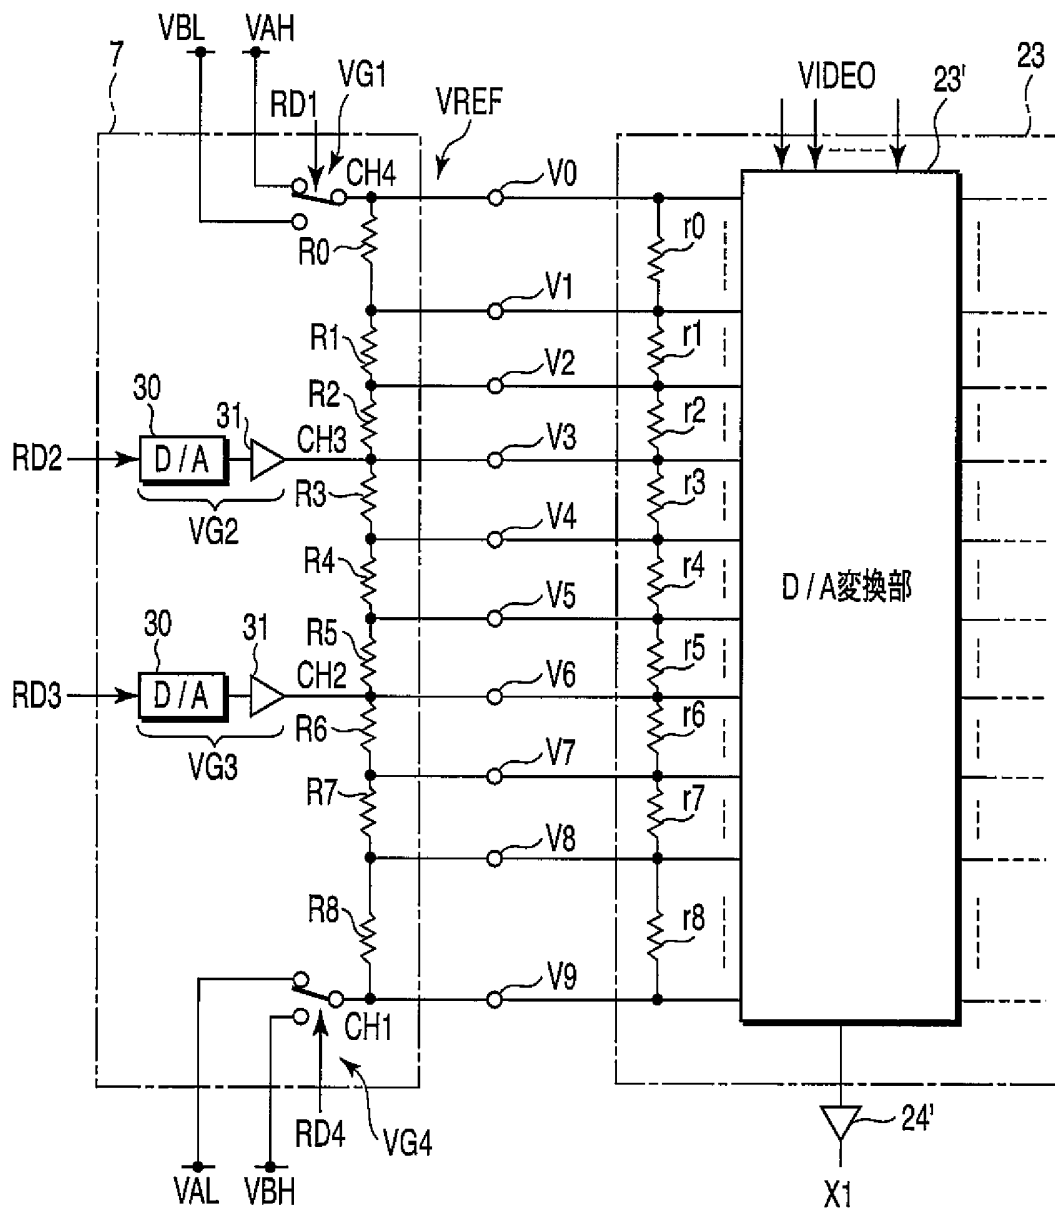 VBL VAH
7
VG1
RD1
VREF
CH4
VIDEO
23'
23
V0
R0
r0
V1
R1
r1
V2
30
31
R2
r2
RD2
D/A
CH3
V3
VG2
R3
r3
V4
R4
r4
D/A変換部
V5
30
31
R5
r5
RD3
D/A
CH2
V6
VG3
R6
r6
V7
R7
r7
V8
R8
r8
V9
CH1
RD4
VG4
24'
VAL VBH
X1